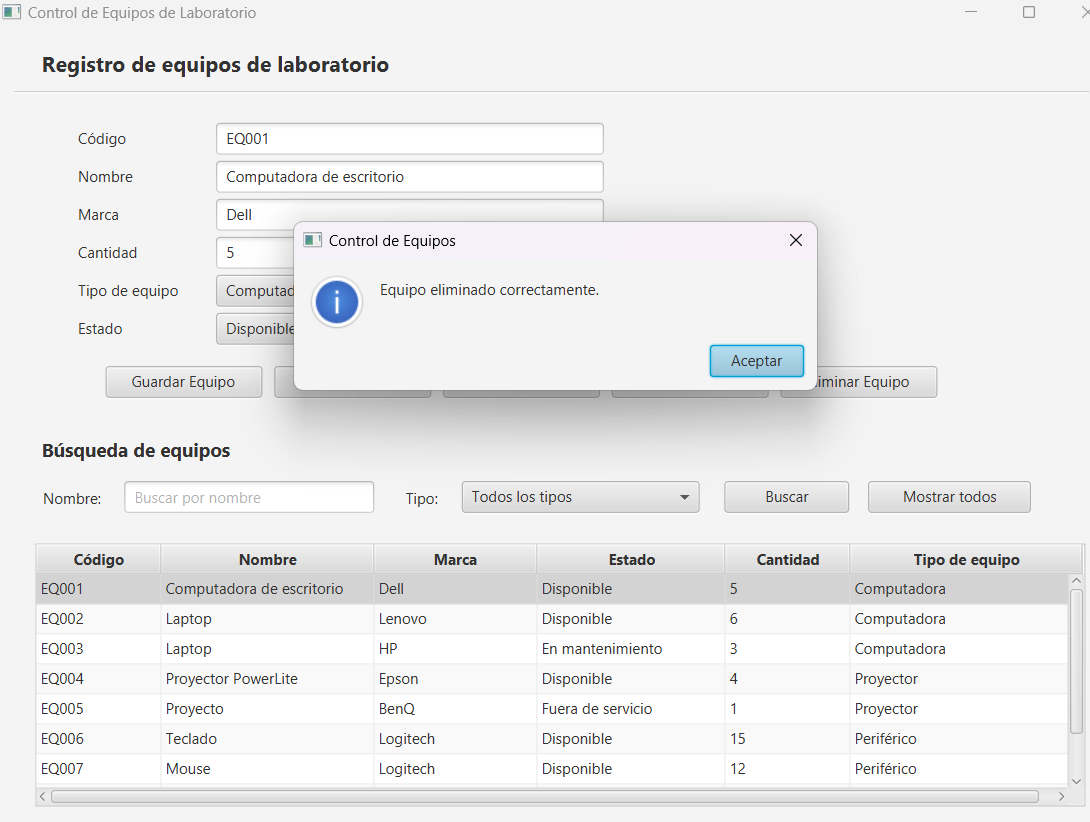 Control de Equipos de Laboratorio
Registro de equipos de laboratorio
Código EQ001
Nombre Computadora de escritorio
Marca Dell
Control de Equipos
Cantidad 5
Equipo eliminado correctamente.
Tipo de equipo
Estado Disponible
Aceptar
Guardar Equipo Equipo
Búsqueda de equipos
Nombre: Buscar por nombre Tipo: Todos los tipos Buscar Mostrar todos
Código Nombre Marca Estado Cantidad Tipo de equipo
EQ001 Computadora de escritorio Dell Disponible 5 Computadora
EQ002 Laptop Lenovo Disponible 6 Computadora
EQ003 Laptop HP En mantenimiento 3 Computadora
EQ004 Proyector PowerLite Epson Disponible 4 Proyector
EQ005 Proyecto BenQ Fuera de servicio 1 Proyector
EQ006 Teclado Logitech Disponible 15 Periférico
EQ007 Mouse Logitech Disponible 12 Periférico